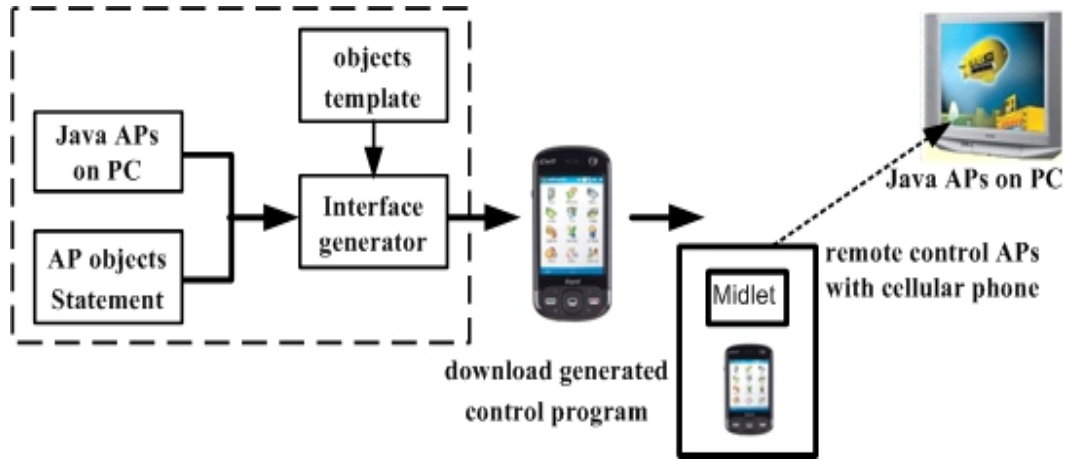 objects
template
Java APs
on PC
Interface
generator
AP objects
Statement
Java APs on PC
remote control APs
with cellular phone
Midlet
download generated
control program